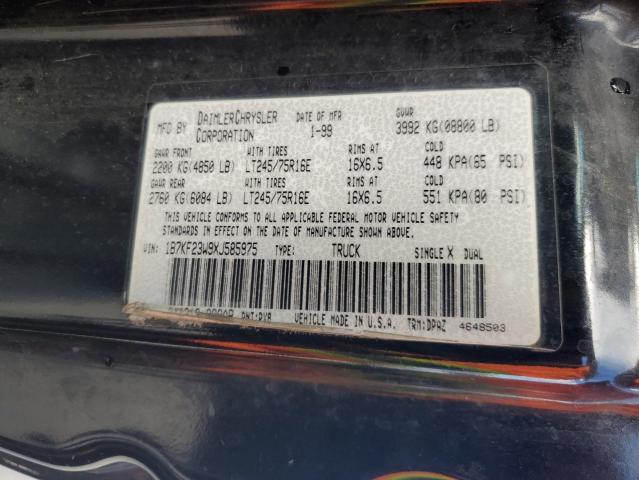 MFD BY DAIMLERCHRYSLER CORPORATION DATE OF MFR 1-99 GVWR 3992 KG(08800 LB)
GAWR FRONT WITH TIRES RIMS AT COLD
2200 KG(4850 LB) LT245/75R16E 16X6.5 448 KPA(65 PSI)
GAWR REAR WITH TIRES RIMS AT COLD
2760 KG(6084 LB) LT245/75R16E 16X6.5 551 KPA(80 PSI)
THIS VEHICLE CONFORMS TO ALL APPLICABLE FEDERAL MOTOR VEHICLE SAFETY
STANDARDS IN EFFECT ON THE DATE OF MANUFACTURE SHOWN ABOVE.
VIN: 1B7KF23W9XJ585975 TYPE: TRUCK SINGLE X DUAL
PNT:PX8 VEHICLE MADE IN U.S.A. TRM:DPAZ 4648503